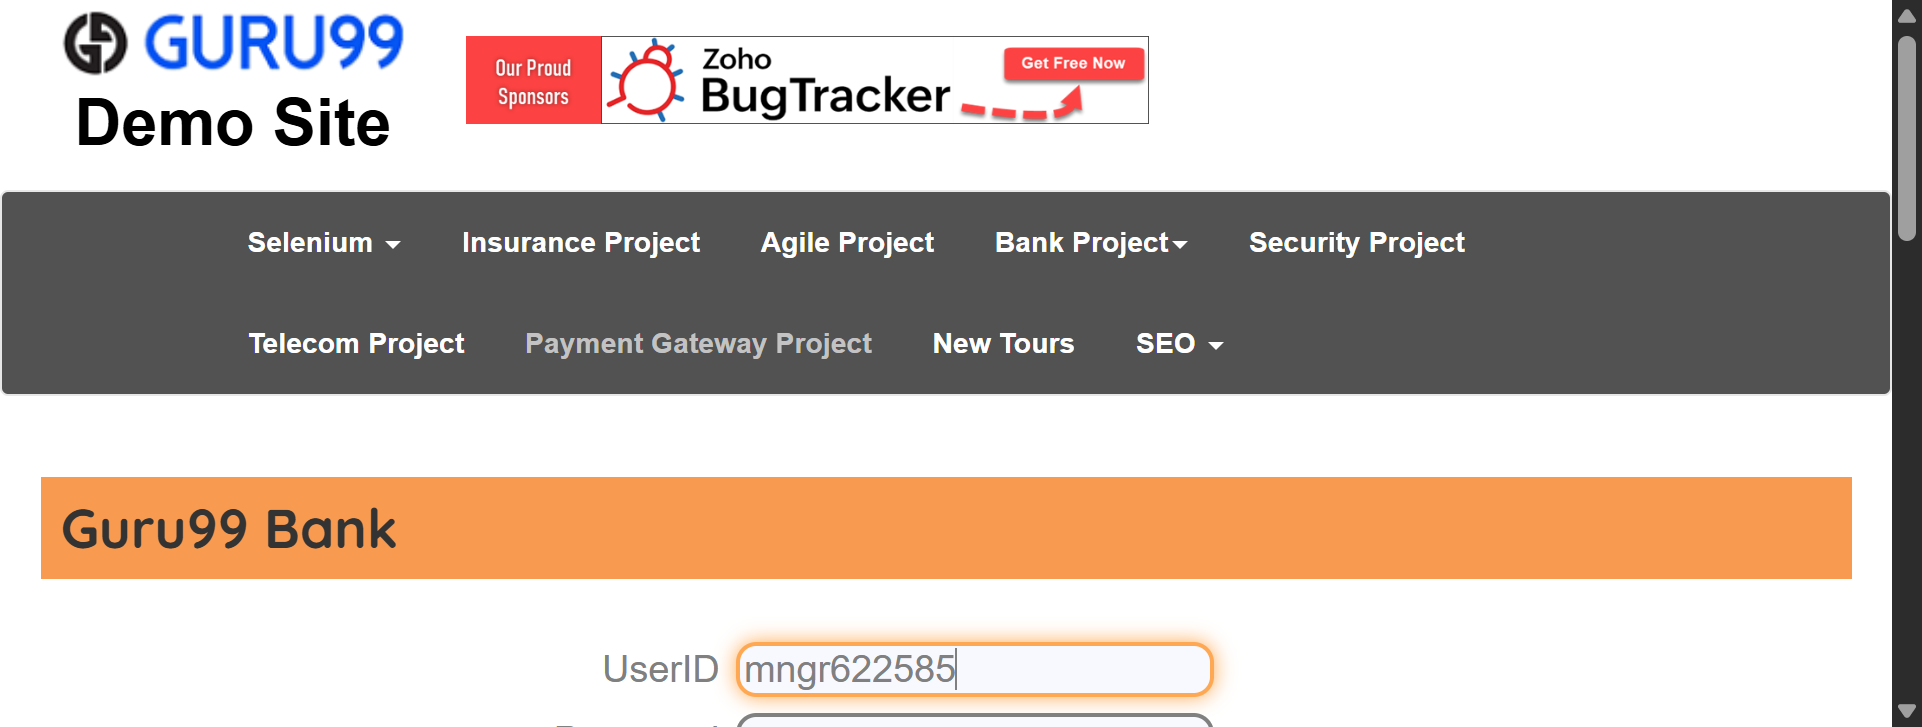 GURU99
Demo Site
Our Proud
Sponsors
Zoho
BugTracker
Get Free Now
Selenium
Insurance Project
Agile Project
Bank Project
Security Project
Telecom Project
Payment Gateway Project
New Tours
SEO
Guru99 Bank
UserID
mngr622585